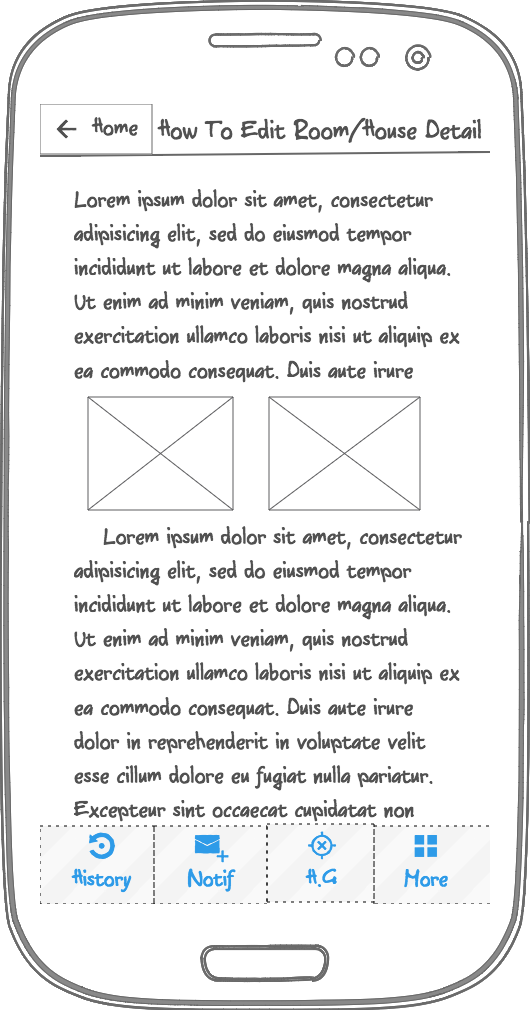 ← Home How To Edit Room/House Detail
Lorem ipsum dolor sit amet, consectetur
adipisicing elit, sed do eiusmod tempor
incididunt ut labore et dolore magna aliqua.
Ut enim ad minim veniam, quis nostrud
exercitation ullamco laboris nisi ut aliquip ex
ea commodo consequat. Duis aute irure
Lorem ipsum dolor sit amet, consectetur
adipisicing elit, sed do eiusmod tempor
incididunt ut labore et dolore magna aliqua.
Ut enim ad minim veniam, quis nostrud
exercitation ullamco laboris nisi ut aliquip ex
ea commodo consequat. Duis aute irure
dolor in reprehenderit in voluptate velit
esse cillum dolore eu fugiat nulla pariatur.
Excepteur sint occaecat cupidatat non
History Notif H.G More